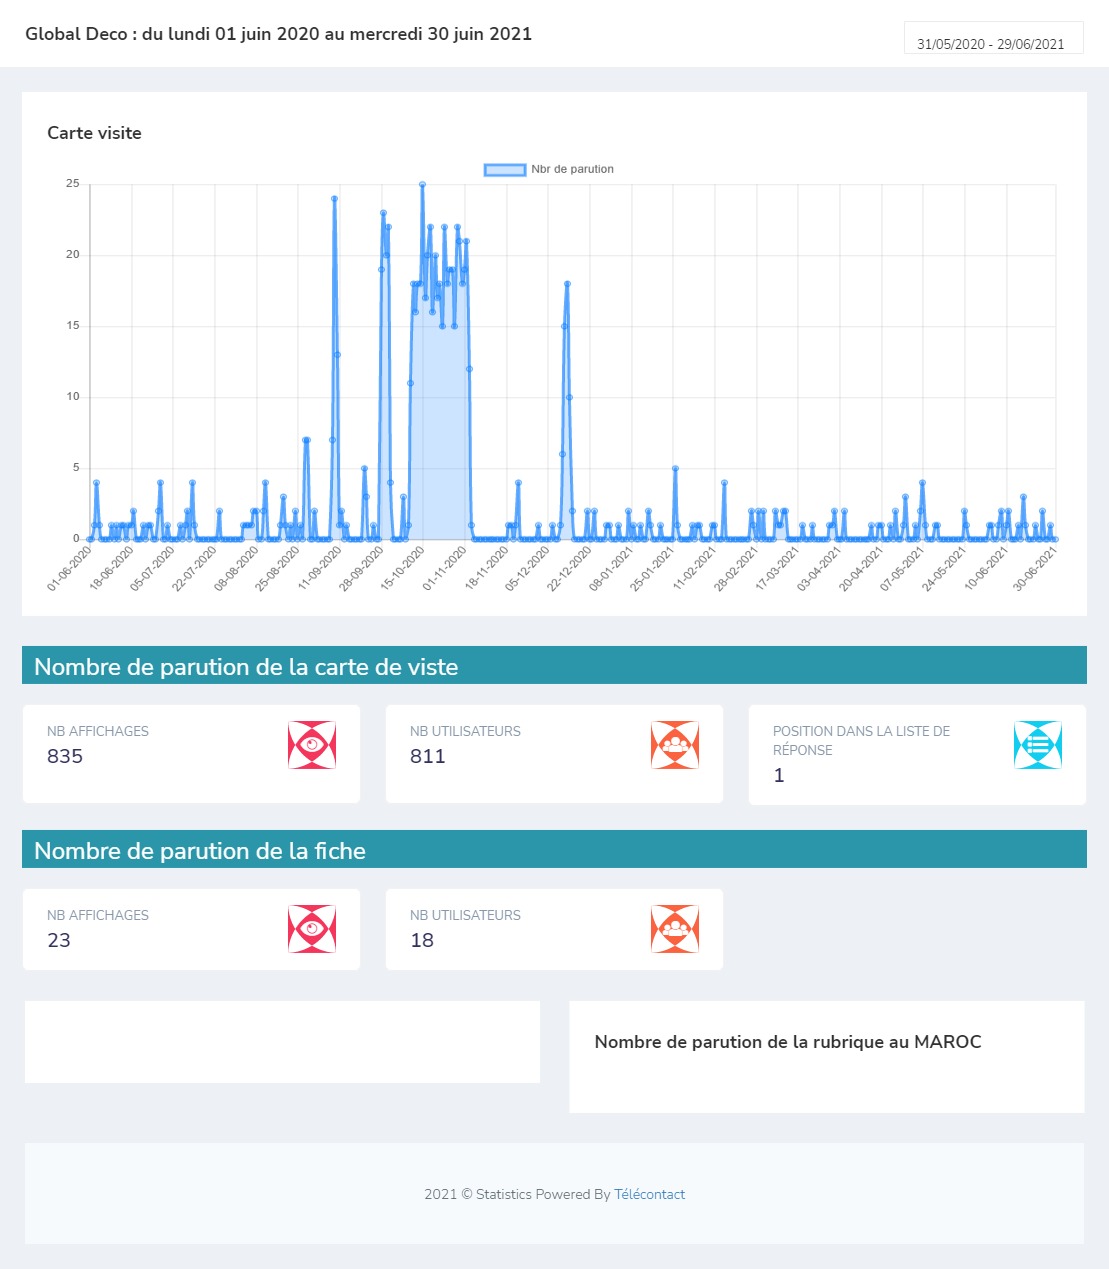 Global Deco : du lundi 01 juin 2020 au mercredi 30 juin 2021
31/05/2020 - 29/06/2021
Carte visite
Nbr de parution
25
20
15
10
5
0
01-06-2020
18-06-2020
05-07-2020
22-07-2020
08-08-2020
25-08-2020
11-09-2020
28-09-2020
15-10-2020
01-11-2020
18-11-2020
05-12-2020
22-12-2020
08-01-2021
25-01-2021
11-02-2021
28-02-2021
17-03-2021
03-04-2021
20-04-2021
07-05-2021
24-05-2021
10-06-2021
30-06-2021
Nombre de parution de la carte de viste
NB AFFICHAGES
835
NB UTILISATEURS
811
POSITION DANS LA LISTE DE
RÉPONSE
1
Nombre de parution de la fiche
NB AFFICHAGES
23
NB UTILISATEURS
18
Nombre de parution de la rubrique au MAROC
2021 © Statistics Powered By Télécontact